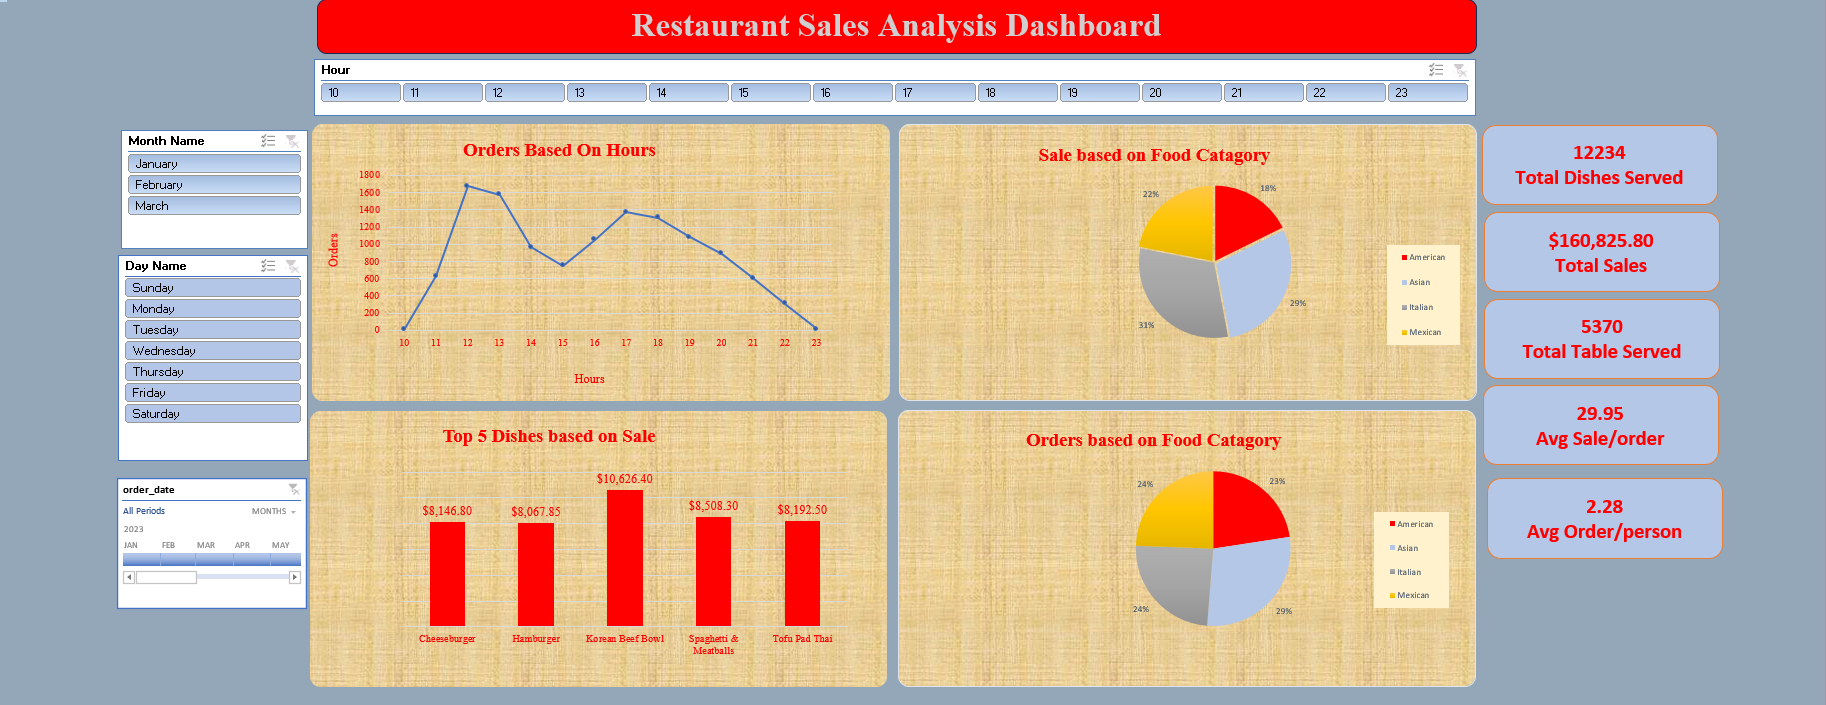 Restaurant Sales Analysis Dashboard
Hour
10 11 12 13 14 15 16 17 18 19 20 21 22 23
Month Name
January
February
March
Day Name
Sunday
Monday
Tuesday
Wednesday
Thursday
Friday
Saturday
order_date
All Periods MONTHS
2023
JAN FEB MAR APR MAY
Orders Based On Hours
1800
1600
1400
1200
1000
800
600
400
200
0
Orders
10 11 12 13 14 15 16 17 18 19 20 21 22 23
Hours
Sale based on Food Catagory
22%
18%
29%
31%
American
Asian
Italian
Mexican
Top 5 Dishes based on Sale
$8,146.80 $8,067.85 $10,626.40 $8,508.30 $8,192.50
Cheeseburger Hamburger Korean Beef Bowl Spaghetti & Meatballs Tofu Pad Thai
Orders based on Food Catagory
24%
23%
24%
29%
American
Asian
Italian
Mexican
12234
Total Dishes Served
$160,825.80
Total Sales
5370
Total Table Served
29.95
Avg Sale/order
2.28
Avg Order/person